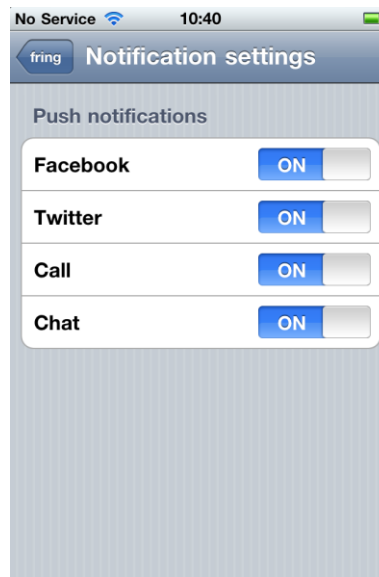 No Service 10:40
fring Notification settings
Push notifications
Facebook ON
Twitter ON
Call ON
Chat ON